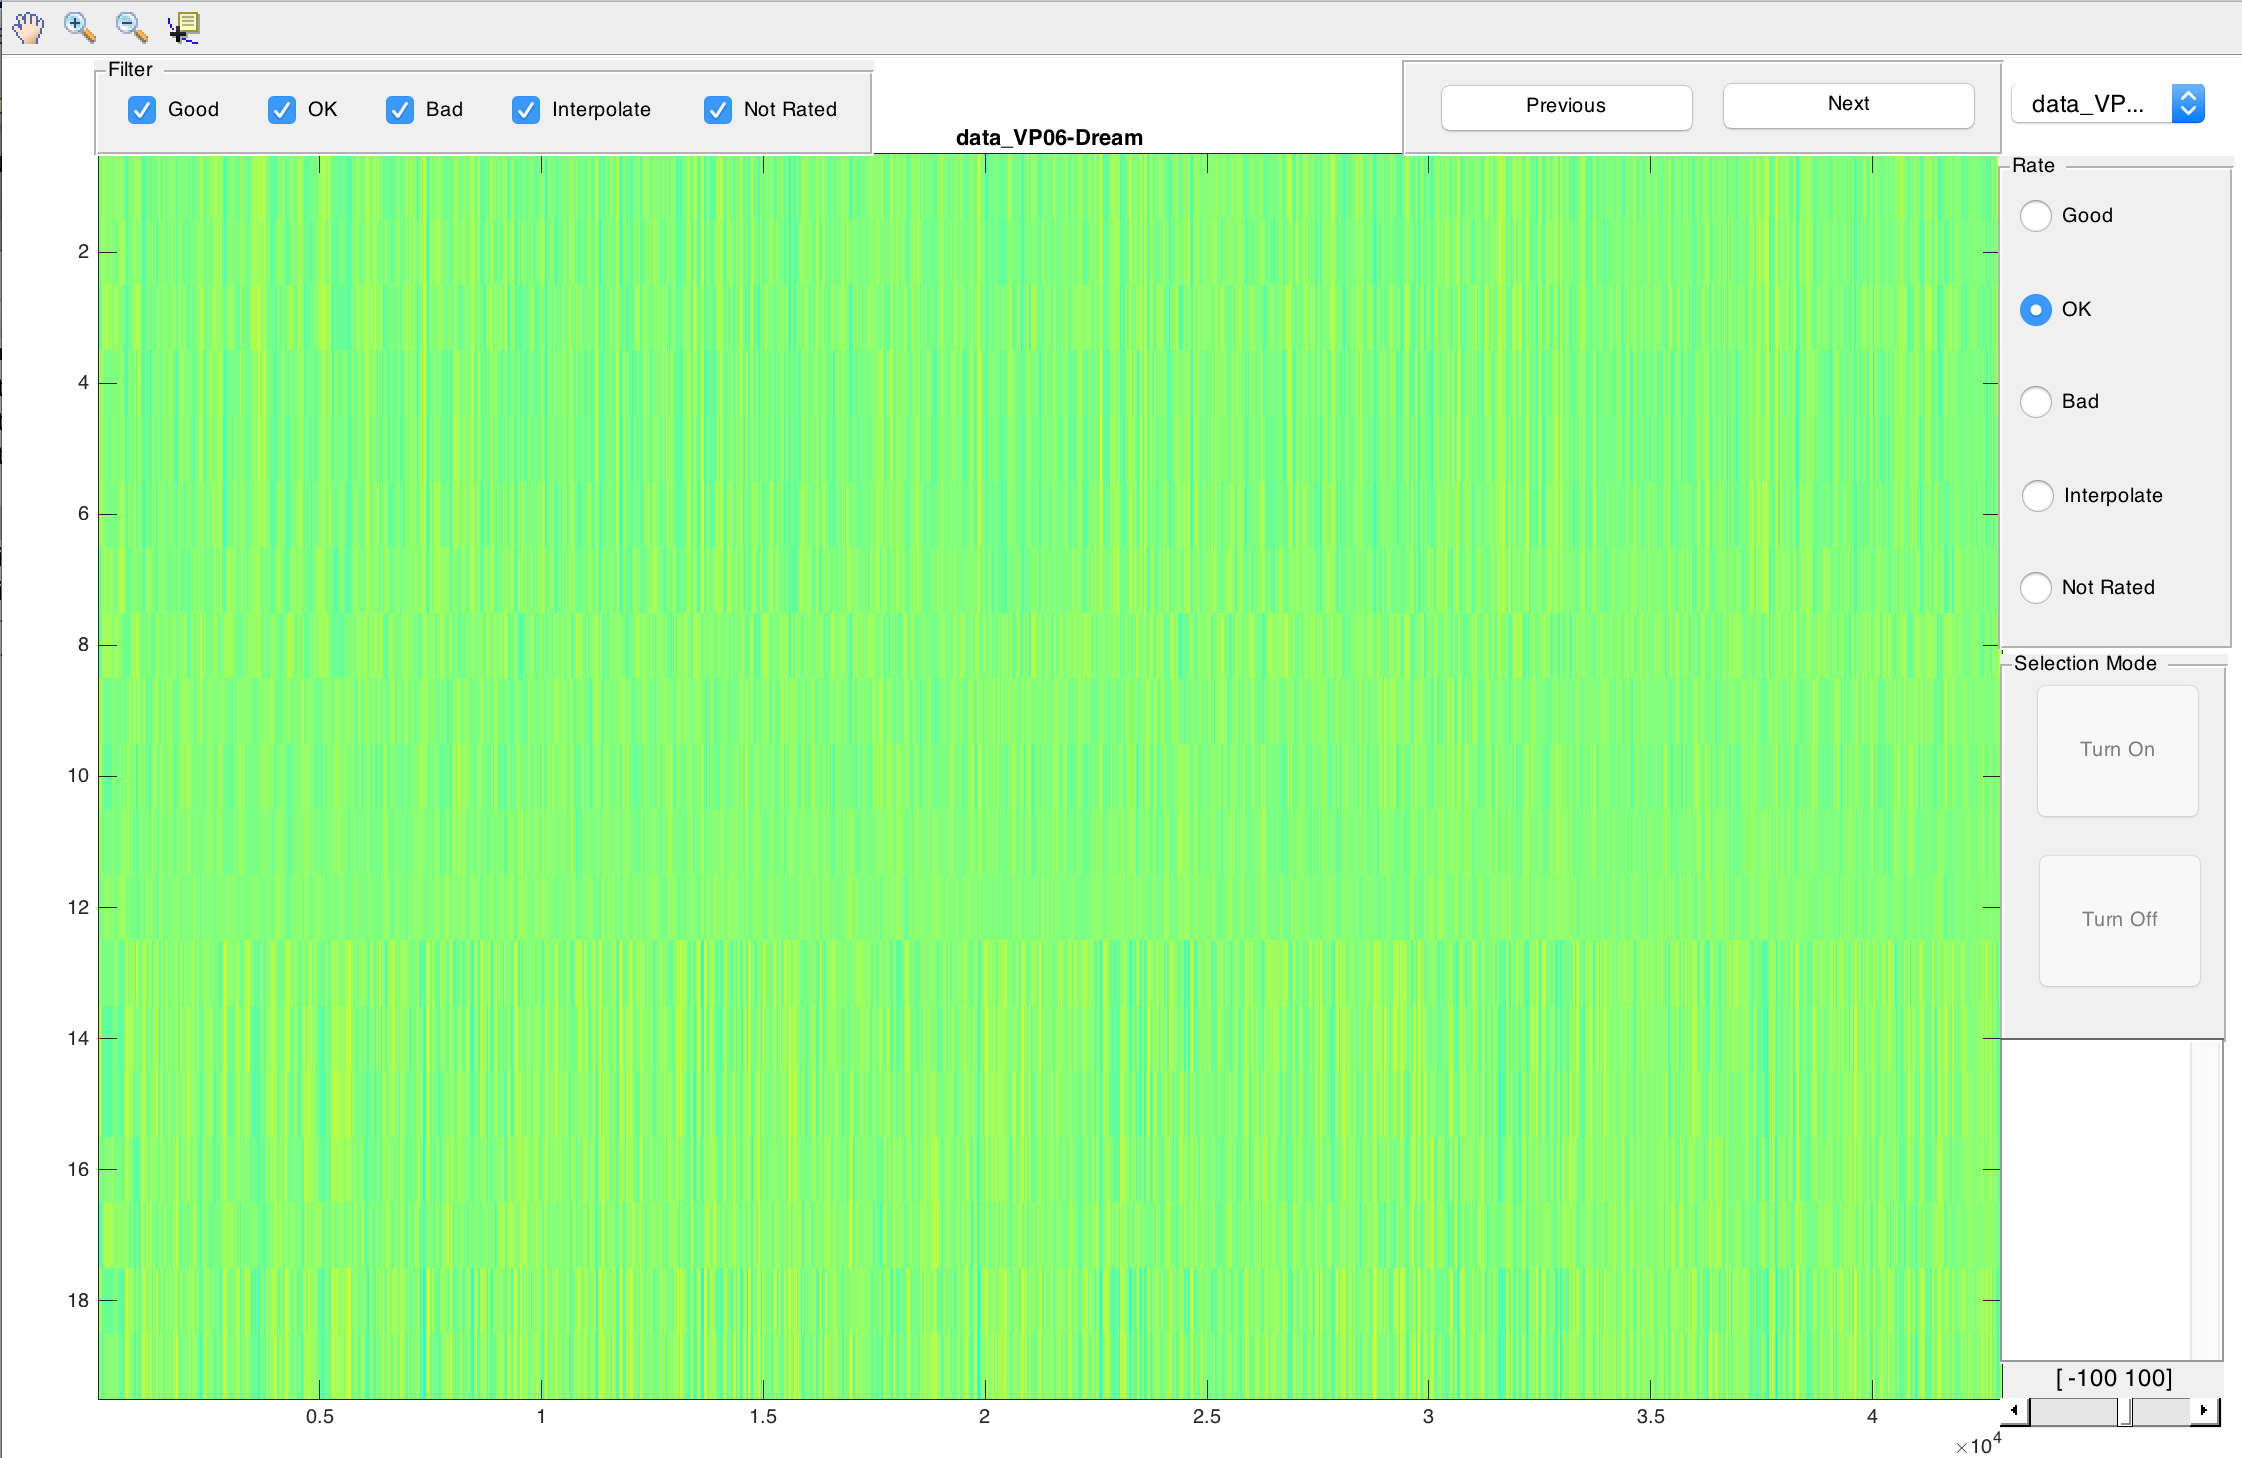 Filter
Good OK Bad Interpolate Not Rated
Previous Next data_VP...
data_VP06-Dream
Rate
Good
OK
Bad
Interpolate
Not Rated
Selection Mode
Turn On
Turn Off
[ -100 100]
2
4
6
8
10
12
14
16
18
0.5 1 1.5 2 2.5 3 3.5 4
×10^4